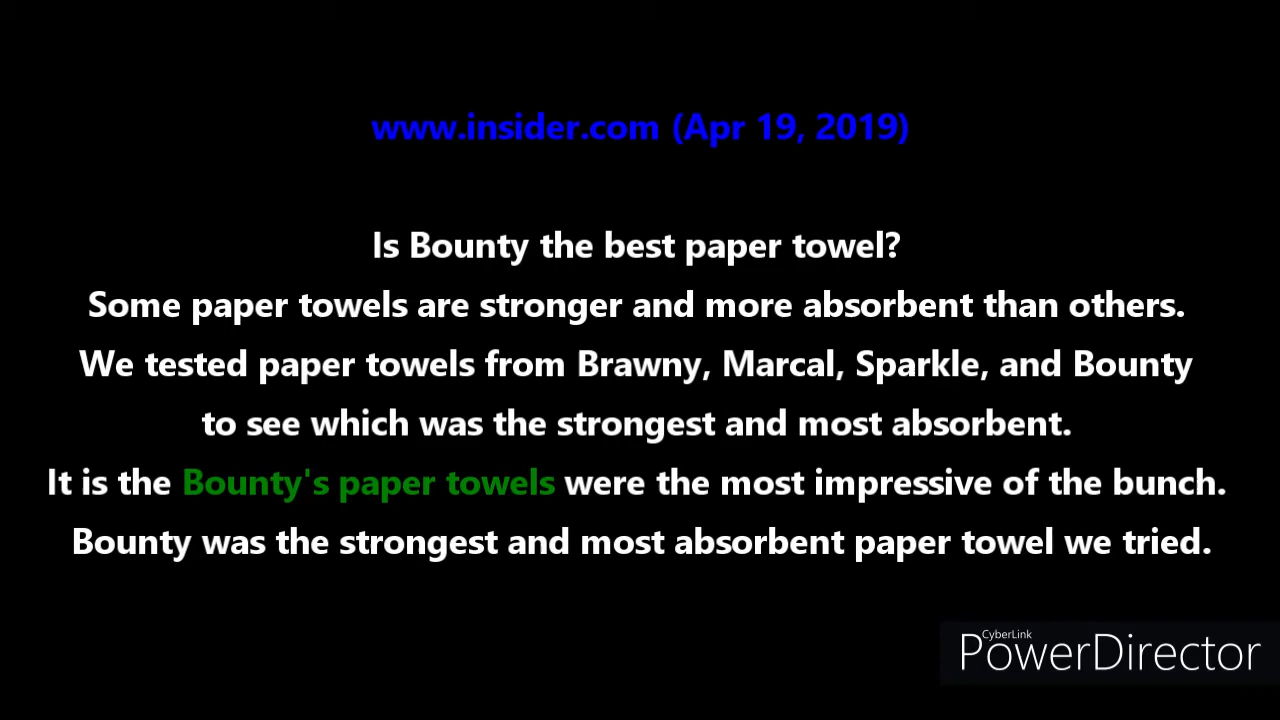 www.insider.com (Apr 19, 2019)
Is Bounty the best paper towel?
Some paper towels are stronger and more absorbent than others.
We tested paper towels from Brawny, Marcal, Sparkle, and Bounty
to see which was the strongest and most absorbent.
It is the Bounty's paper towels were the most impressive of the bunch.
Bounty was the strongest and most absorbent paper towel we tried.
CyberLink
PowerDirector